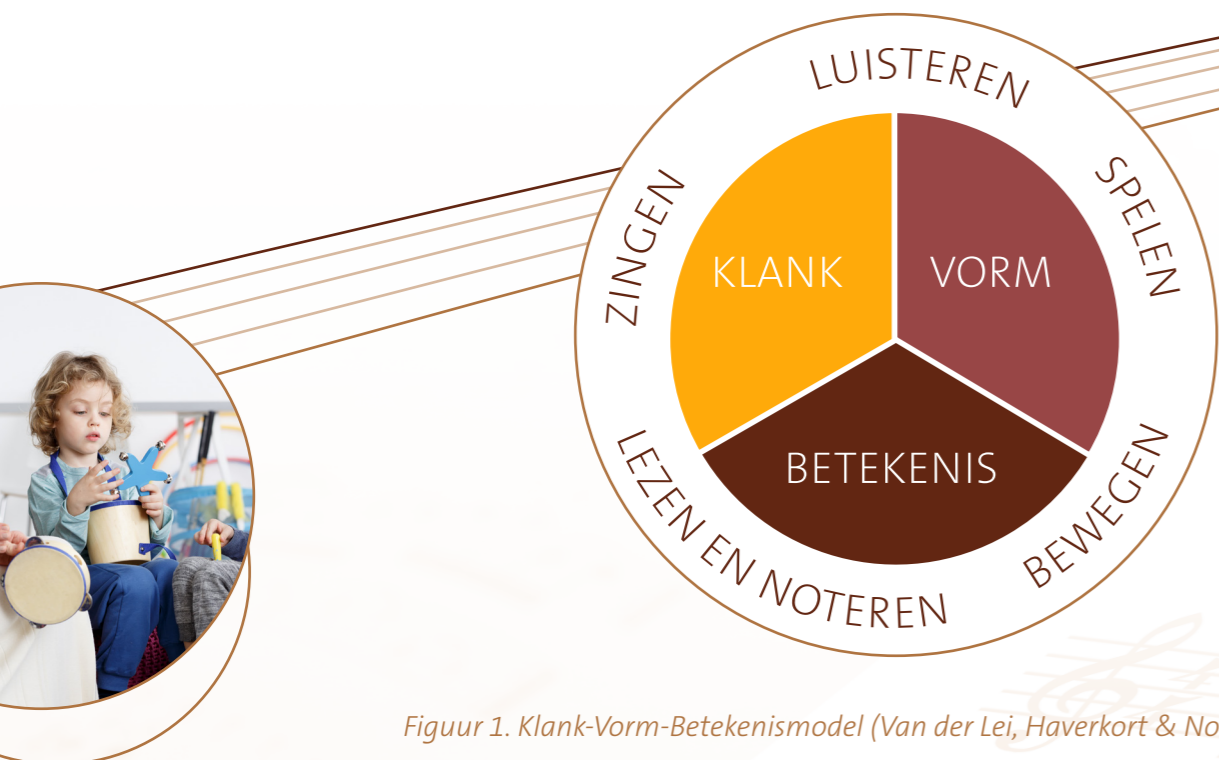 LUISTEREN
ZINGEN
SPELEN
KLANK
VORM
BETEKENIS
LEZEN EN NOTEREN
BEWEGEN
Figuur 1. Klank-Vorm-Betekenismodel (Van der Lei, Haverkort & No